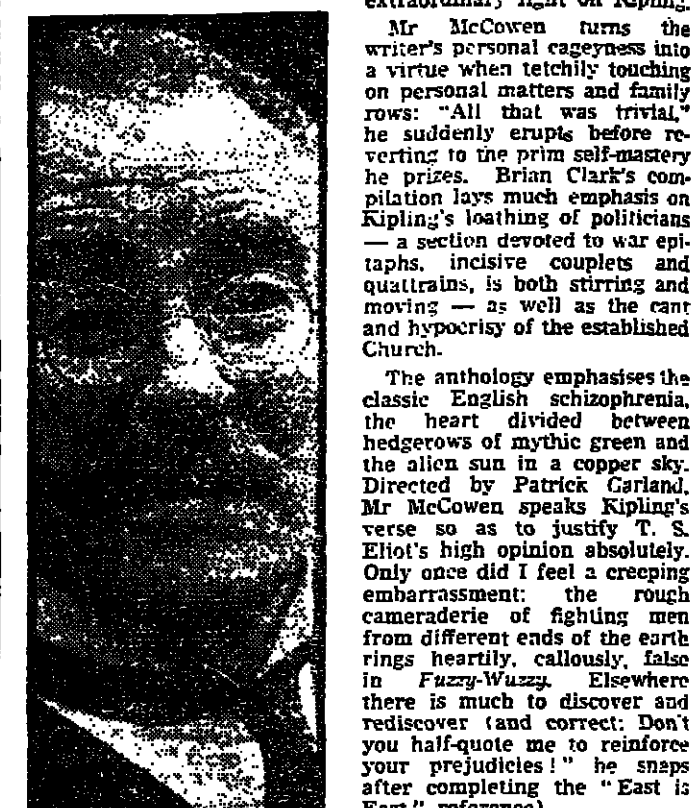 extraordinary light on Kipling.
Mr McCowen turns the
writer's personal cageyness into
a virtue when tetchily touching
on personal matters and family
rows: "All that was trivial,"
he suddenly erupts before re-
verting to the prim self-mastery
he prizes. Brian Clark's com-
pilation lays much emphasis on
Kipling's loathing of politicians
— a section devoted to war epi-
taphs, incisive couplets and
quattrains, is both stirring and
moving — as well as the cant
and hypocrisy of the established
Church.
The anthology emphasises the
classic English schizophrenia,
the heart divided between
hedgerows of mythic green and
the alien sun in a copper sky.
Directed by Patrick Garland,
Mr McCowen speaks Kipling's
verse so as to justify T. S.
Eliot's high opinion absolutely.
Only once did I feel a creeping
embarrassment: the rough
cameraderie of fighting men
from different ends of the earth
rings heartily, callously, false
in Fuzzy-Wuzzy. Elsewhere
there is much to discover and
rediscover (and correct: Don't
you half-quote me to reinforce
your prejudicies!" he snaps
after completing the "East is
East" reference)